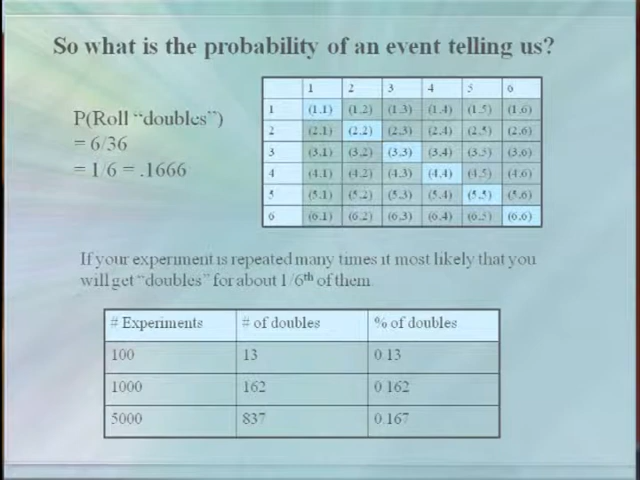 So what is the probability of an event telling us?
P(Roll “doubles”)
= 6/36
= 1/6 = .1666
1 2 3 4 5 6
1 (1,1) (1,2) (1,3) (1,4) (1,5) (1,6)
2 (2,1) (2,2) (2,3) (2,4) (2,5) (2,6)
3 (3,1) (3,2) (3,3) (3,4) (3,5) (3,6)
4 (4,1) (4,2) (4,3) (4,4) (4,5) (4,6)
5 (5,1) (5,2) (5,3) (5,4) (5,5) (5,6)
6 (6,1) (6,2) (6,3) (6,4) (6,5) (6,6)
If your experiment is repeated many times it most likely that you
will get “doubles” for about 1/6th of them.
# Experiments # of doubles % of doubles
100 13 0.13
1000 162 0.162
5000 837 0.167